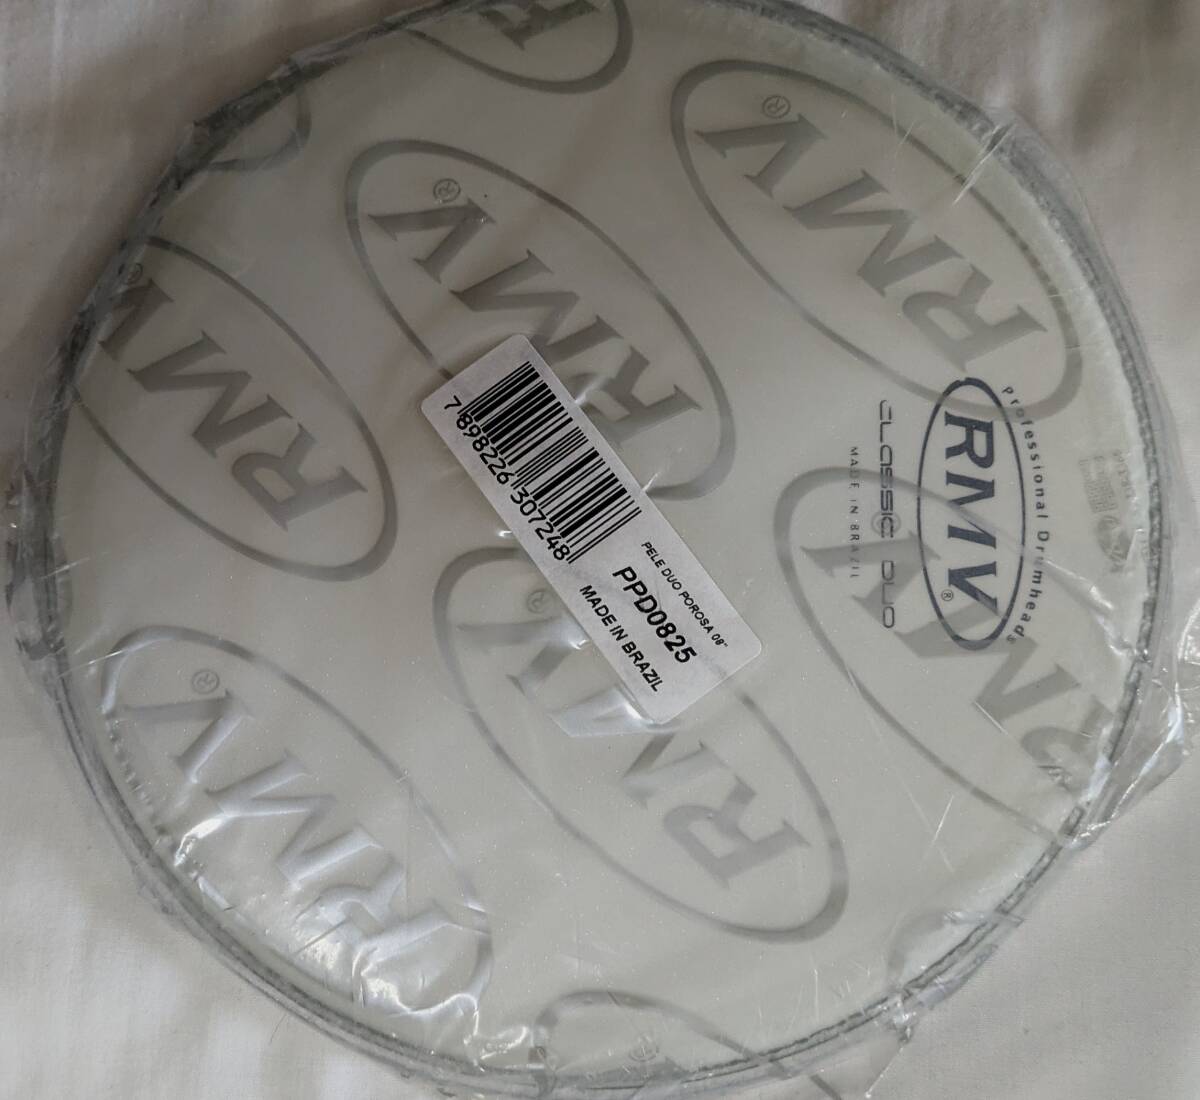 RMV®
RMV®
RMV®
RMV®
RMV®
RMV
R
Professional Drumheads
RMV®
CLASSIC DUO
MADE IN BRAZIL
7 898226 307248
PELE DUO POROSA 08"
PPD0825
MADE IN BRAZIL